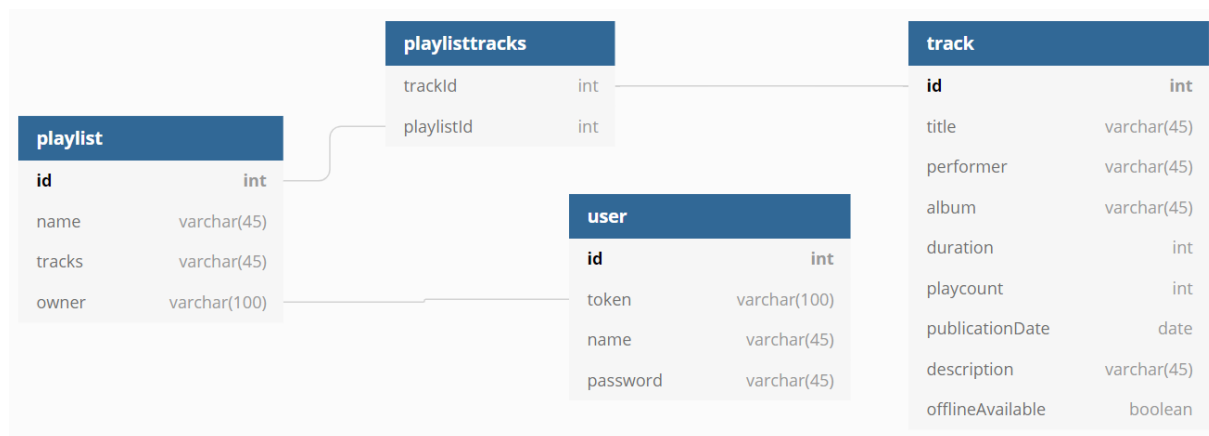 playlist
id int
name varchar(45)
tracks varchar(45)
owner varchar(100)
playlisttracks
trackId int
playlistId int
user
id int
token varchar(100)
name varchar(45)
password varchar(45)
track
id int
title varchar(45)
performer varchar(45)
album varchar(45)
duration int
playcount int
publicationDate date
description varchar(45)
offlineAvailable boolean